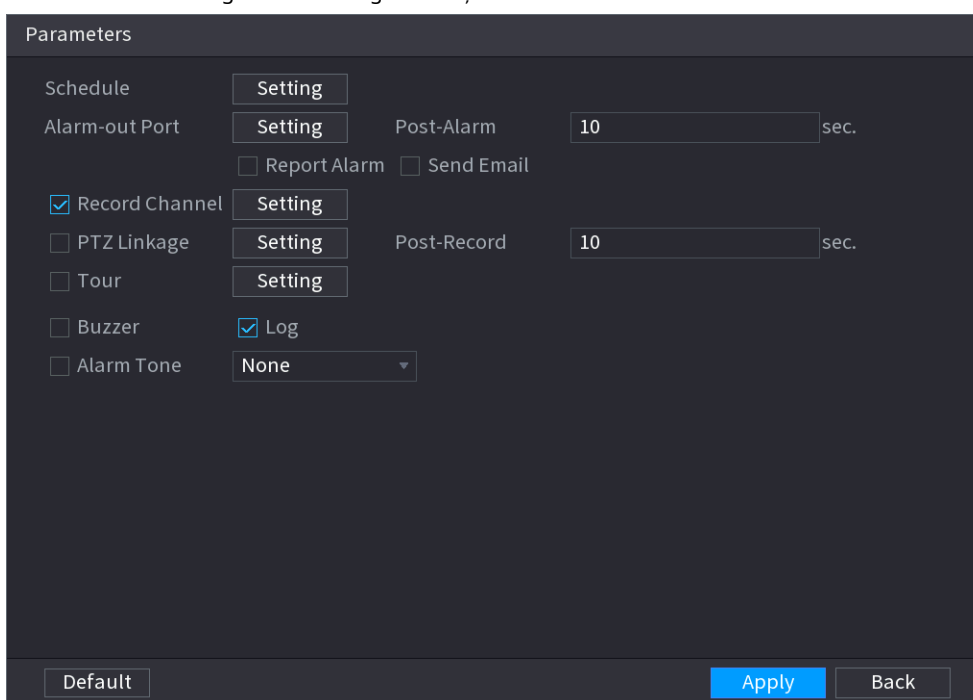 Parameters
Schedule Setting
Alarm-out Port Setting Post-Alarm 10 sec.
Report Alarm Send Email
Record Channel Setting
PTZ Linkage Setting Post-Record 10 sec.
Tour Setting
Buzzer Log
Alarm Tone None
Default Apply Back